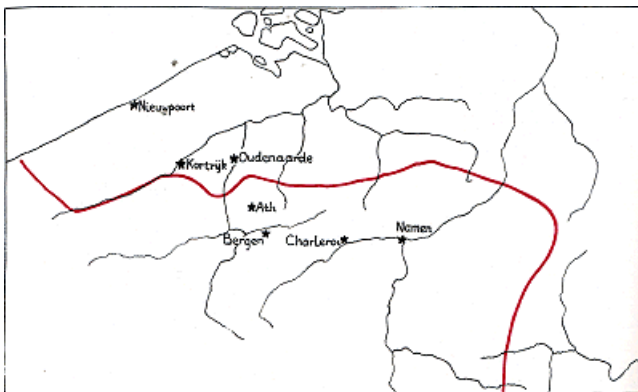 Nieuwpoort
Kortrijk
Oudenaarde
Ath
Bergen
Charleroi
Namen